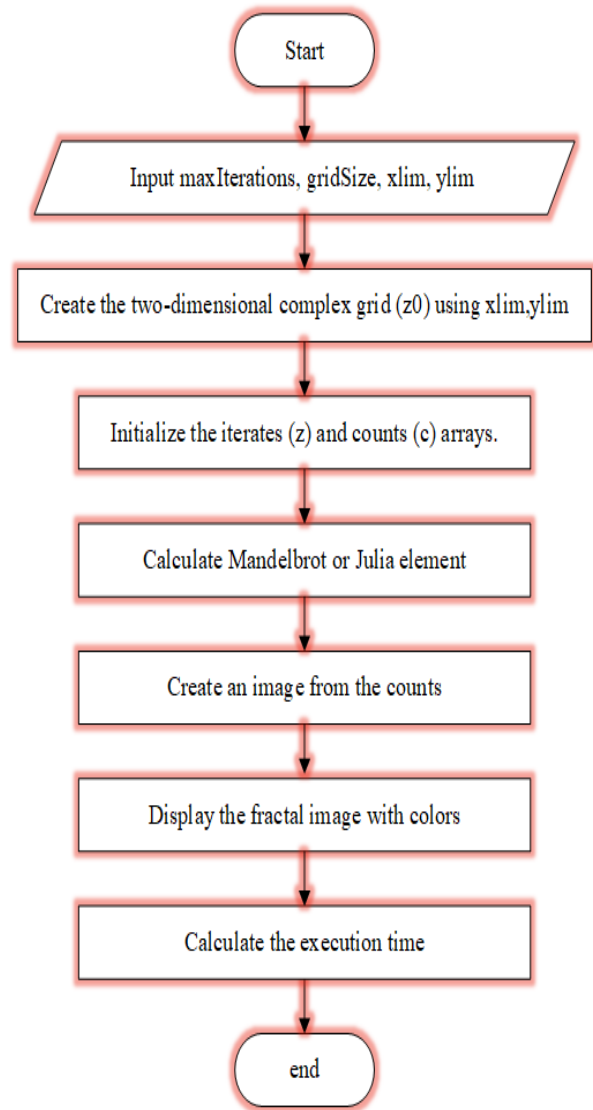 Start
Input maxIterations, gridSize, xlim, ylim
Create the two-dimensional complex grid (z0) using xlim,ylim
Initialize the iterates (z) and counts (c) arrays.
Calculate Mandelbrot or Julia element
Create an image from the counts
Display the fractal image with colors
Calculate the execution time
end